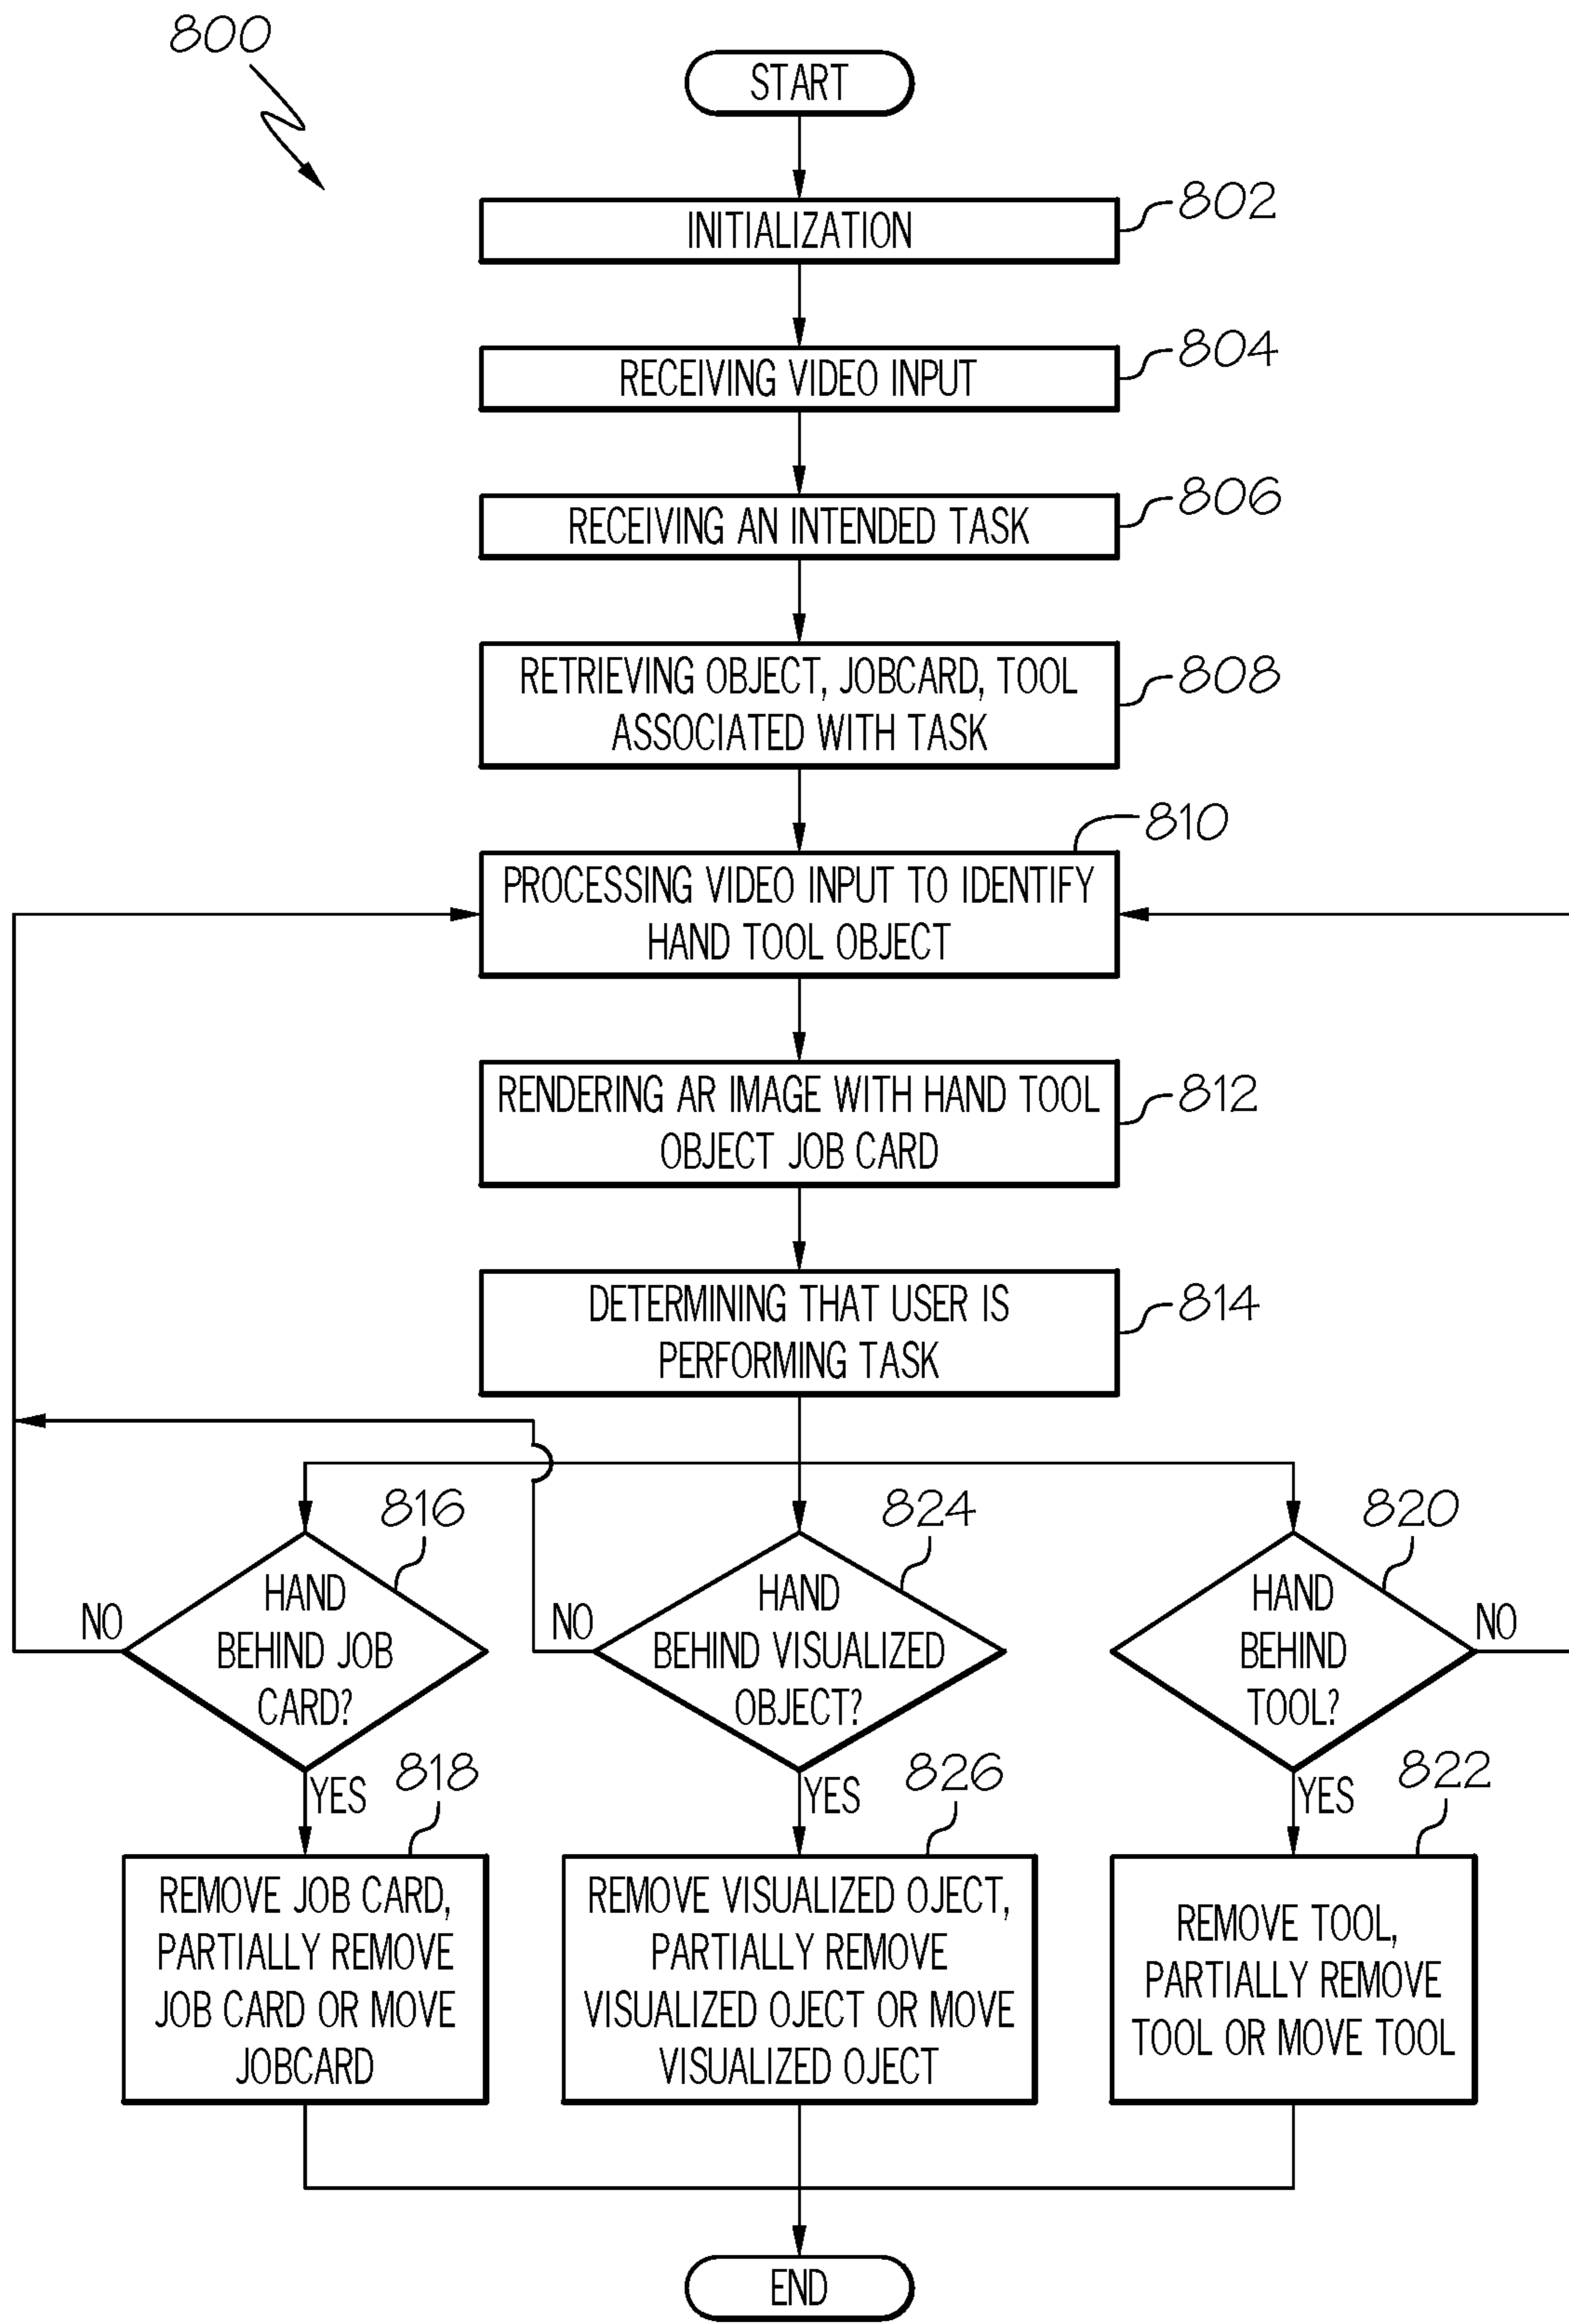 800
START
INITIALIZATION
802
RECEIVING VIDEO INPUT
804
RECEIVING AN INTENDED TASK
806
RETRIEVING OBJECT, JOBCARD, TOOL
ASSOCIATED WITH TASK
808
810
PROCESSING VIDEO INPUT TO IDENTIFY
HAND TOOL OBJECT
RENDERING AR IMAGE WITH HAND TOOL
OBJECT JOB CARD
812
DETERMINING THAT USER IS
PERFORMING TASK
814
816
HAND
BEHIND JOB
CARD?
NO
YES
824
HAND
BEHIND VISUALIZED
OBJECT?
NO
YES
820
HAND
BEHIND
TOOL?
NO
YES
818
REMOVE JOB CARD,
PARTIALLY REMOVE
JOB CARD OR MOVE
JOBCARD
826
REMOVE VISUALIZED OJECT,
PARTIALLY REMOVE
VISUALIZED OJECT OR MOVE
VISUALIZED OJECT
822
REMOVE TOOL,
PARTIALLY REMOVE
TOOL OR MOVE TOOL
END